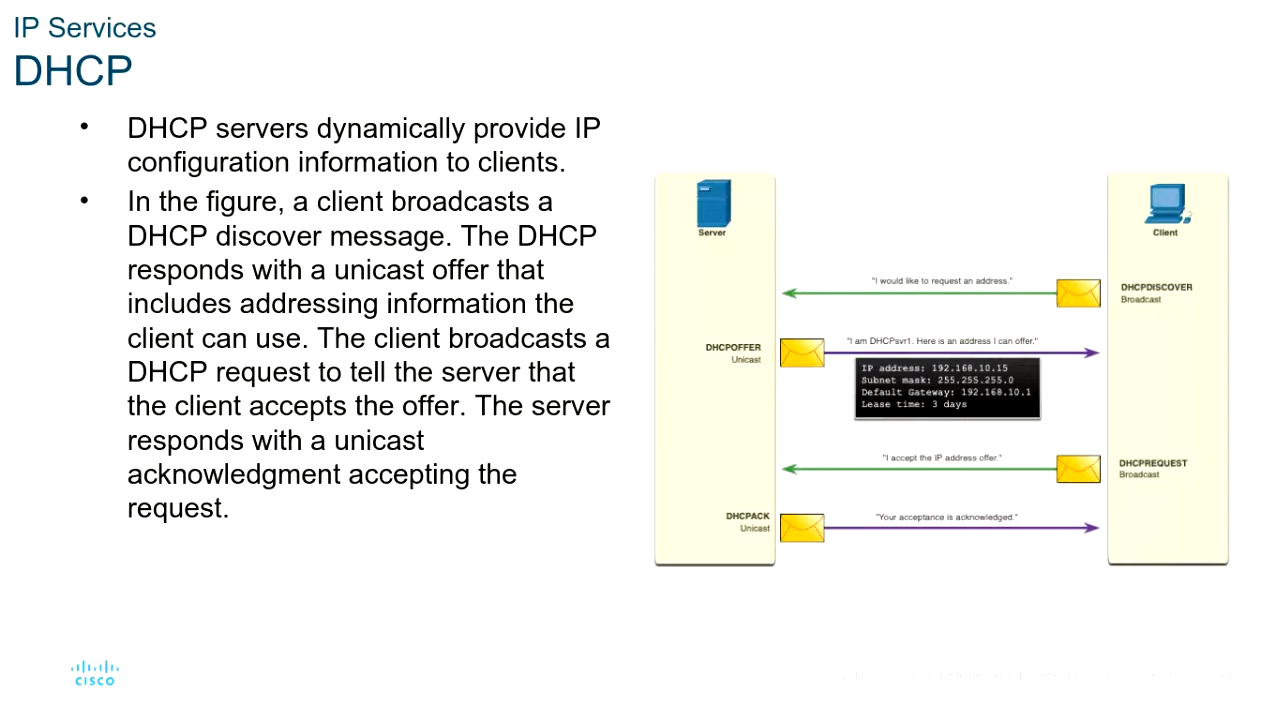 IP Services
DHCP
• DHCP servers dynamically provide IP
configuration information to clients.
• In the figure, a client broadcasts a
DHCP discover message. The DHCP
responds with a unicast offer that
includes addressing information the
client can use. The client broadcasts a
DHCP request to tell the server that
the client accepts the offer. The server
responds with a unicast
acknowledgment accepting the
request.
Server
Client
"I would like to request an address."
DHCPDISCOVER
Broadcast
DHCPOFFER
Unicast
"I am DHCPsvr1. Here is an address I can offer."
IP address: 192.168.10.15
Subnet mask: 255.255.255.0
Default Gateway: 192.168.10.1
Lease time: 3 days
"I accept the IP address offer."
DHCPREQUEST
Broadcast
DHCPACK
Unicast
"Your acceptance is acknowledged."
CISCO